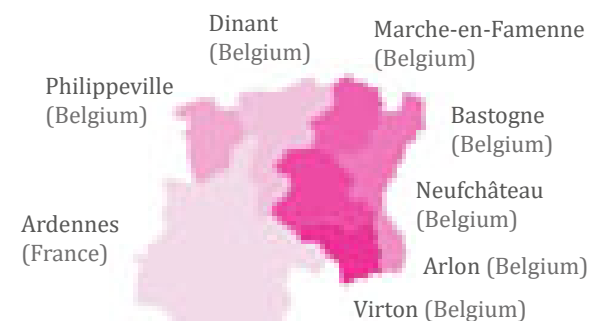 Dinant
(Belgium)
Marche-en-Famenne
(Belgium)
Philippeville
(Belgium)
Bastogne
(Belgium)
Neufchâteau
(Belgium)
Ardennes
(France)
Arlon (Belgium)
Virton (Belgium)